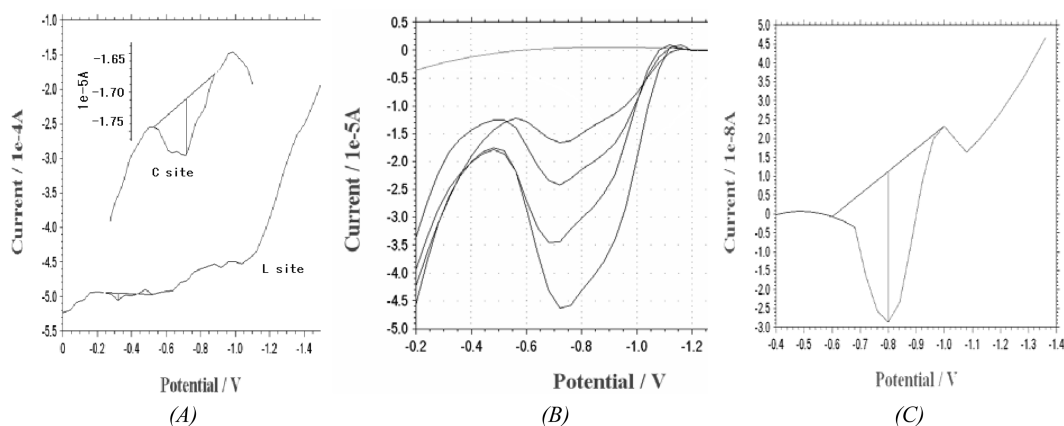 -1.0
-1.5
-2.0
-2.5
-3.0
-3.5
-4.0
-4.5
-5.0
-5.5
Current / 1e-4A
1e-5A
-1.65
-1.70
-1.75
C site
L site
0 -0.2 -0.4 -0.6 -0.8 -1.0 -1.2 -1.4
Potential / V
(A)
0.5
0
-0.5
-1.0
-1.5
-2.0
-2.5
-3.0
-3.5
-4.0
-4.5
-5.0
Current / 1e-5A
-0.2 -0.4 -0.6 -0.8 -1.0 -1.2
Potential / V
(B)
5.0
4.5
4.0
3.5
3.0
2.5
2.0
1.5
1.0
0.5
0
-0.5
-1.0
-1.5
-2.0
-2.5
-3.0
Current / 1e-8A
-0.4 -0.5 -0.6 -0.7 -0.8 -0.9 -1.0 -1.1 -1.2 -1.3 -1.4
Potential / V
(C)